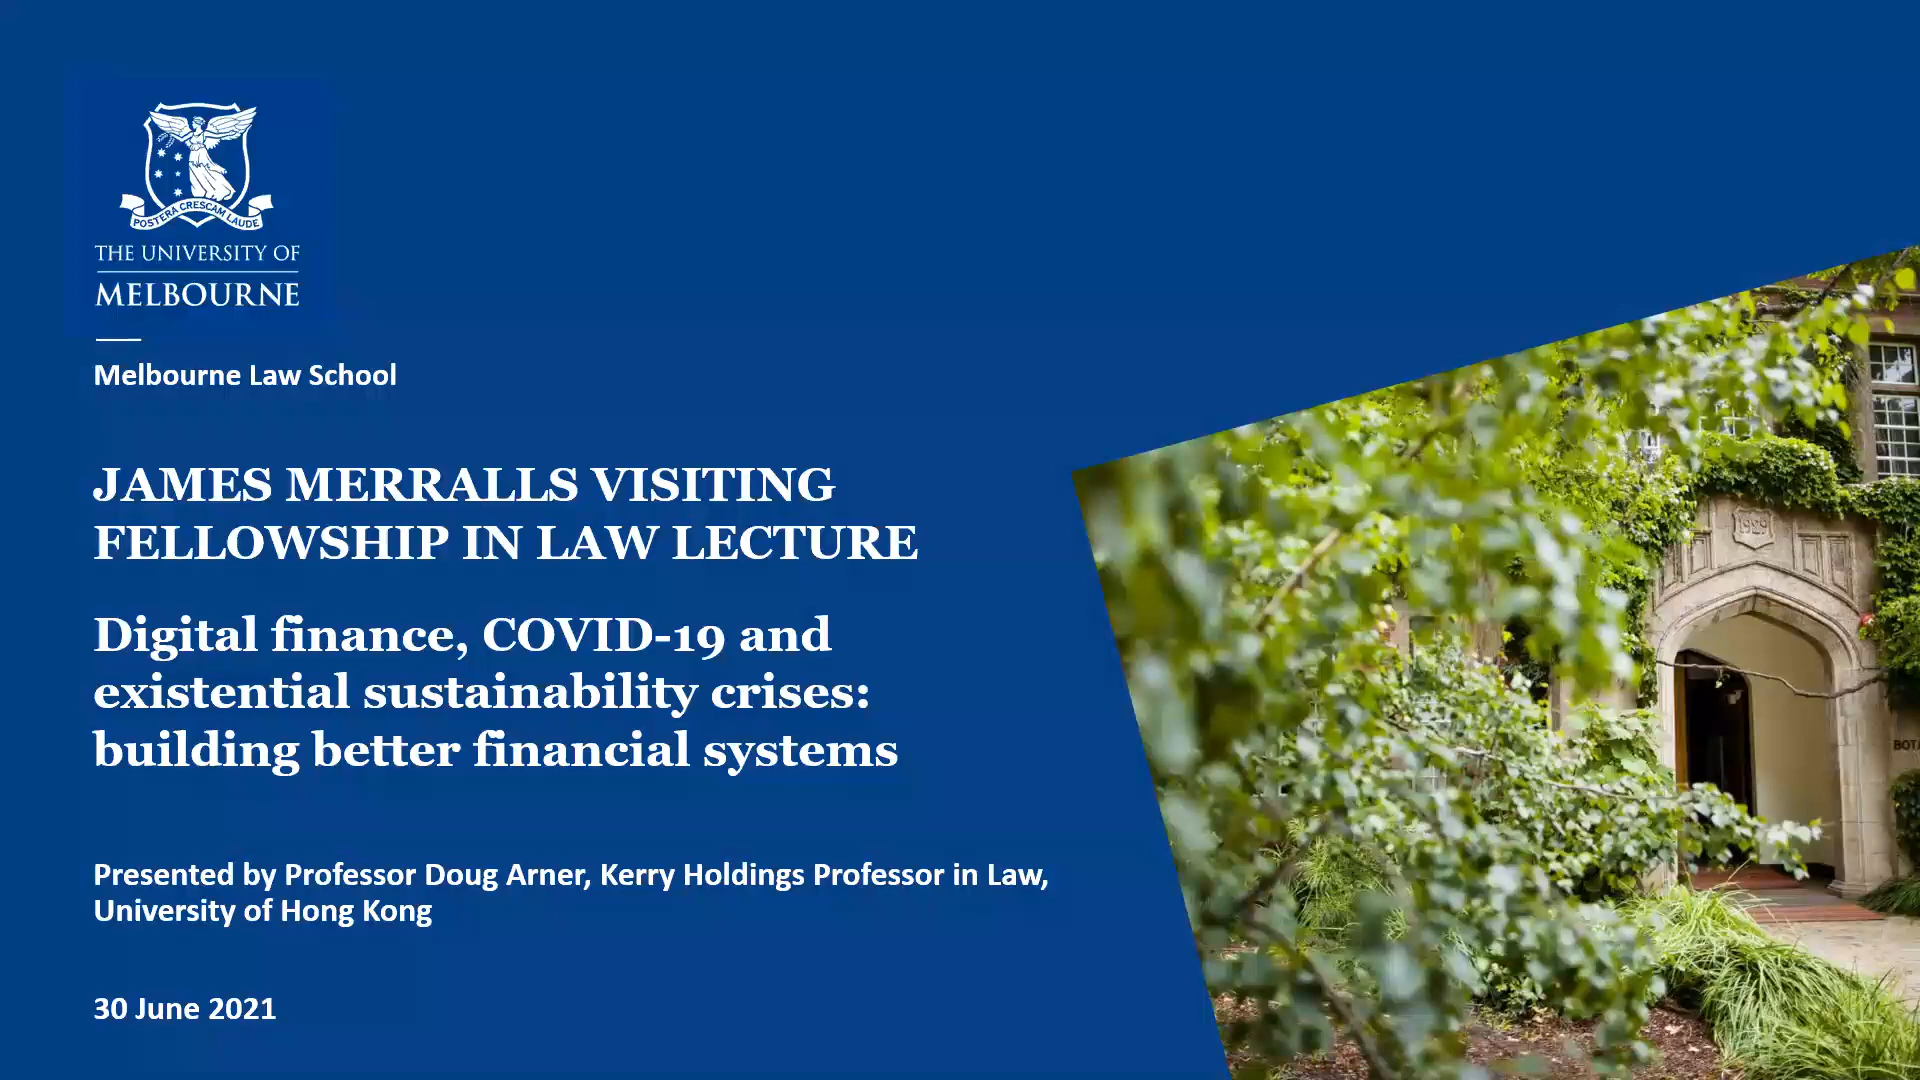 POSTERA CRESCAM LAUDE
THE UNIVERSITY OF
MELBOURNE
Melbourne Law School
JAMES MERRALLS VISITING
FELLOWSHIP IN LAW LECTURE
Digital finance, COVID-19 and
existential sustainability crises:
building better financial systems
Presented by Professor Doug Arner, Kerry Holdings Professor in Law,
University of Hong Kong
30 June 2021
1929